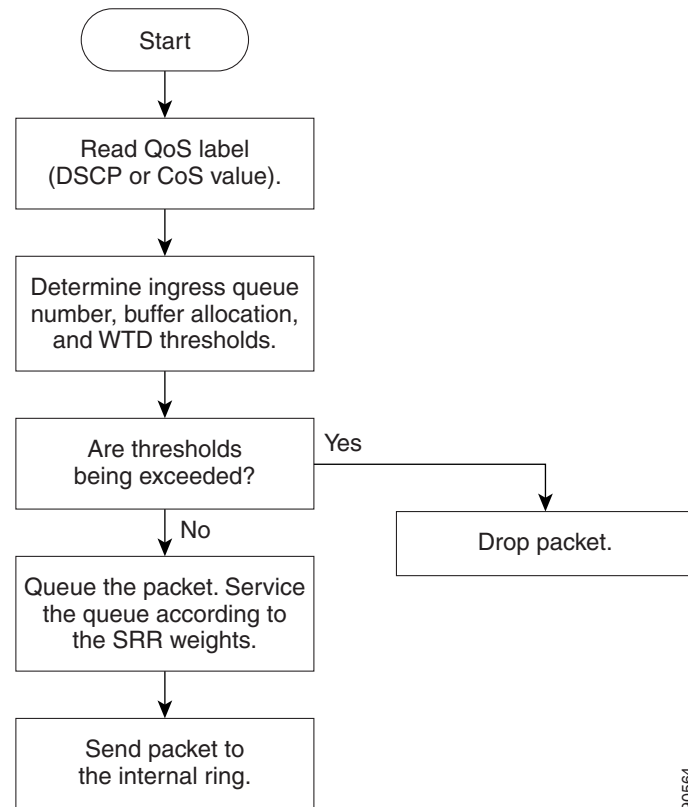 Start
Read QoS label
(DSCP or CoS value).
Determine ingress queue
number, buffer allocation,
and WTD thresholds.
Are thresholds
being exceeded?
Yes
No
Drop packet.
Queue the packet. Service
the queue according to
the SRR weights.
Send packet to
the internal ring.